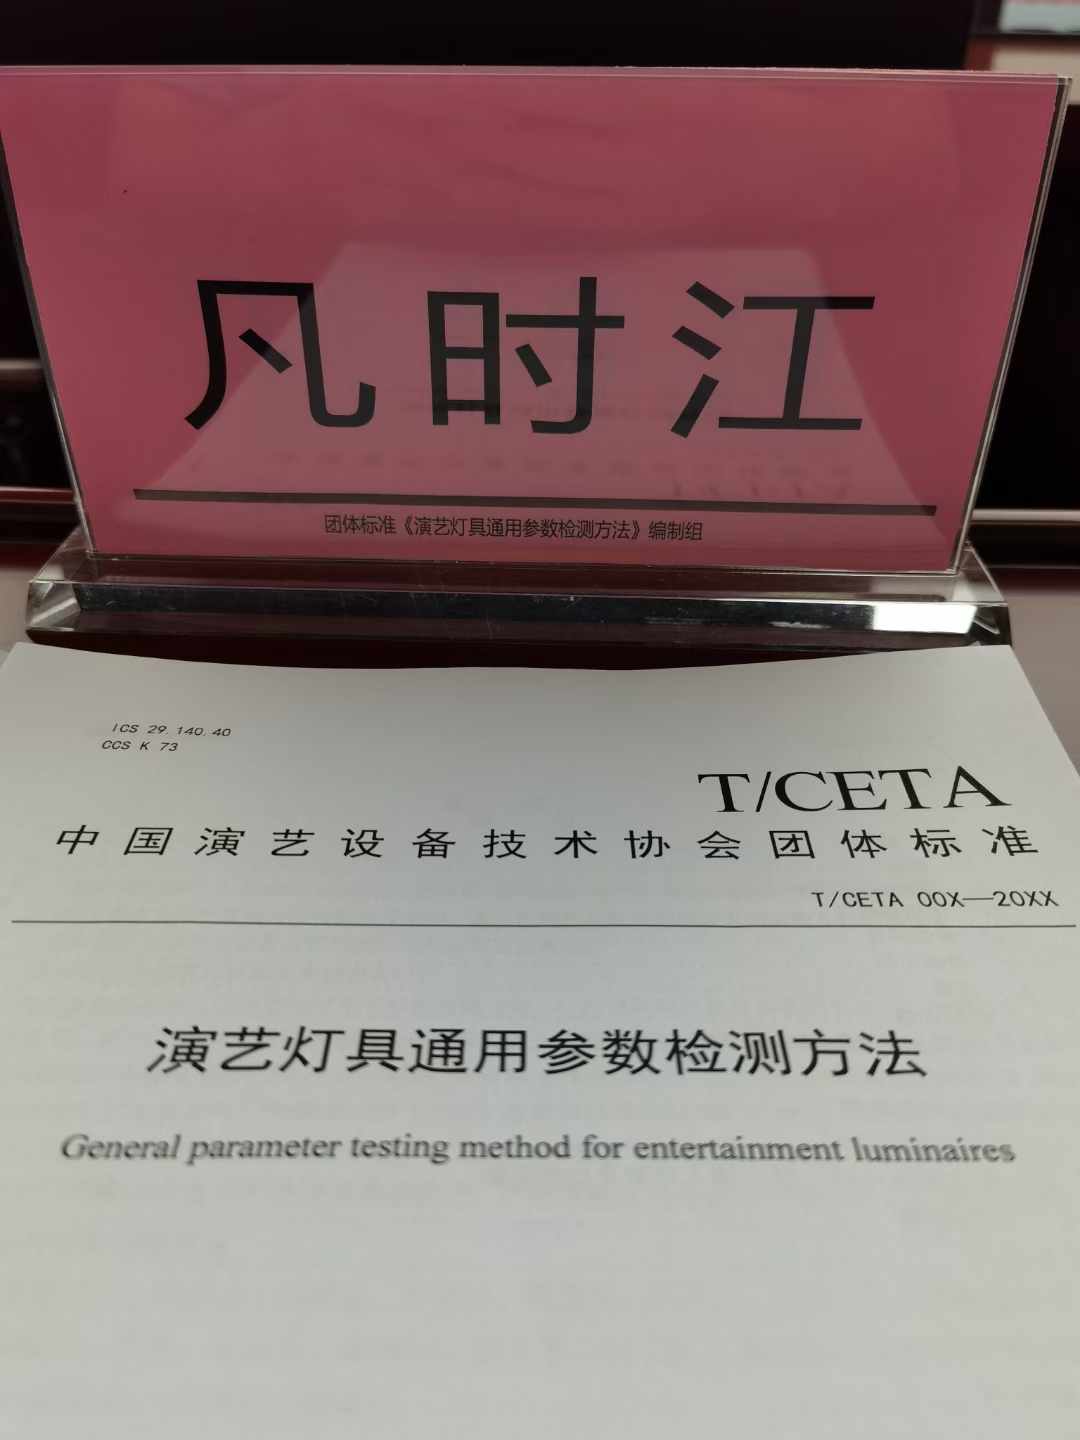 凡时江
团体标准《演艺灯具通用参数检测方法》编制组
ICS 29.140.40
CCS K 73
T/CETA
中国演艺设备技术协会团体标准
T/CETA 00X—20XX
演艺灯具通用参数检测方法
General parameter testing method for entertainment luminaires